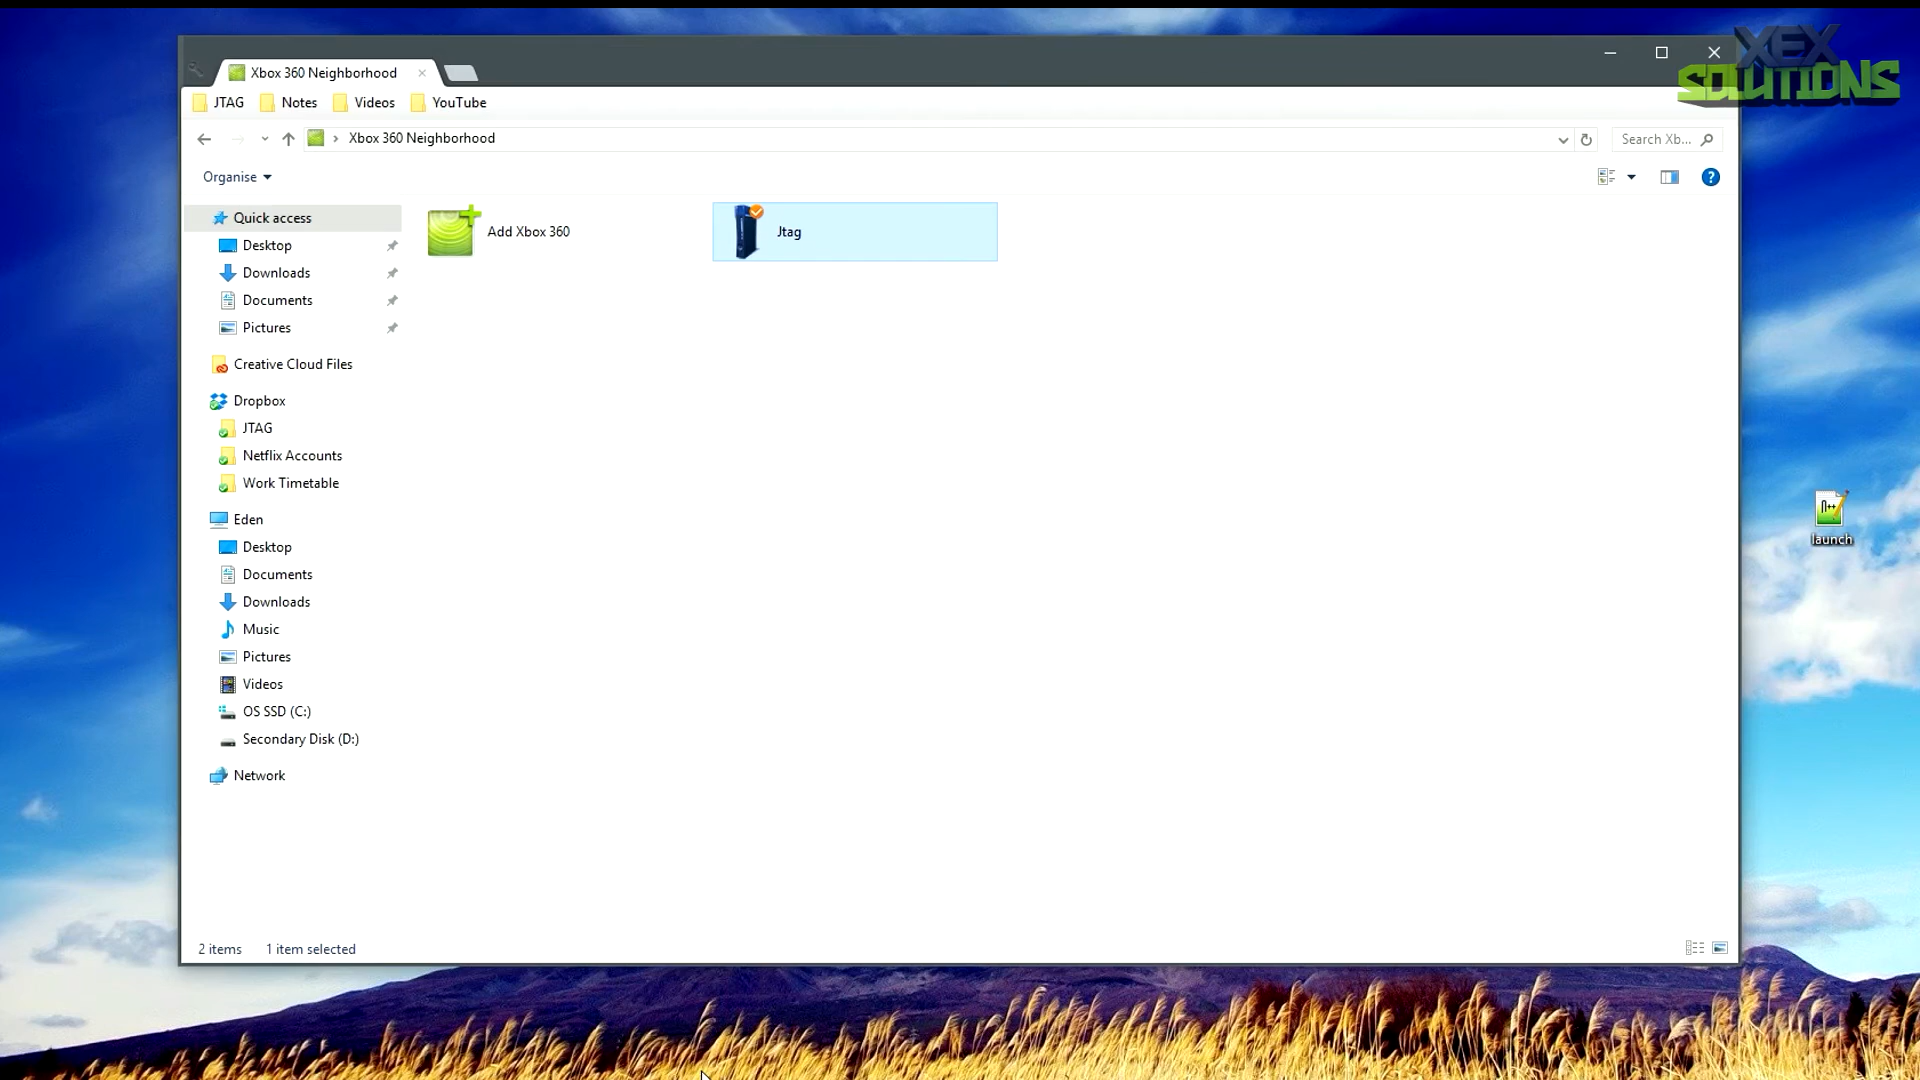 XEX
SOLUTIONS
Xbox 360 Neighborhood
JTAG Notes Videos YouTube
Xbox 360 Neighborhood
Search Xb...
Organise
Quick access
Desktop
Downloads
Documents
Pictures
Creative Cloud Files
Dropbox
JTAG
Netflix Accounts
Work Timetable
Eden
Desktop
Documents
Downloads
Music
Pictures
Videos
OS SSD (C:)
Secondary Disk (D:)
Network
Add Xbox 360
Jtag
launch
2 items 1 item selected